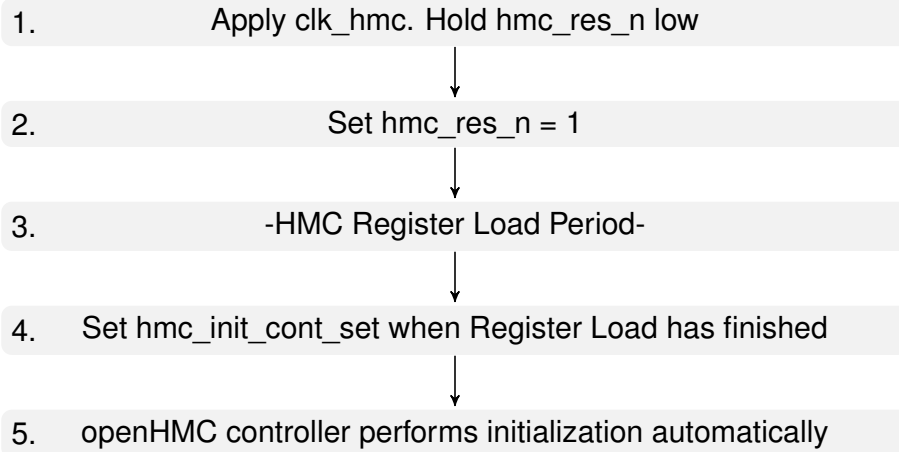 1. Apply clk_hmc. Hold hmc_res_n low
2. Set hmc_res_n = 1
3. -HMC Register Load Period-
4. Set hmc_init_cont_set when Register Load has finished
5. openHMC controller performs initialization automatically